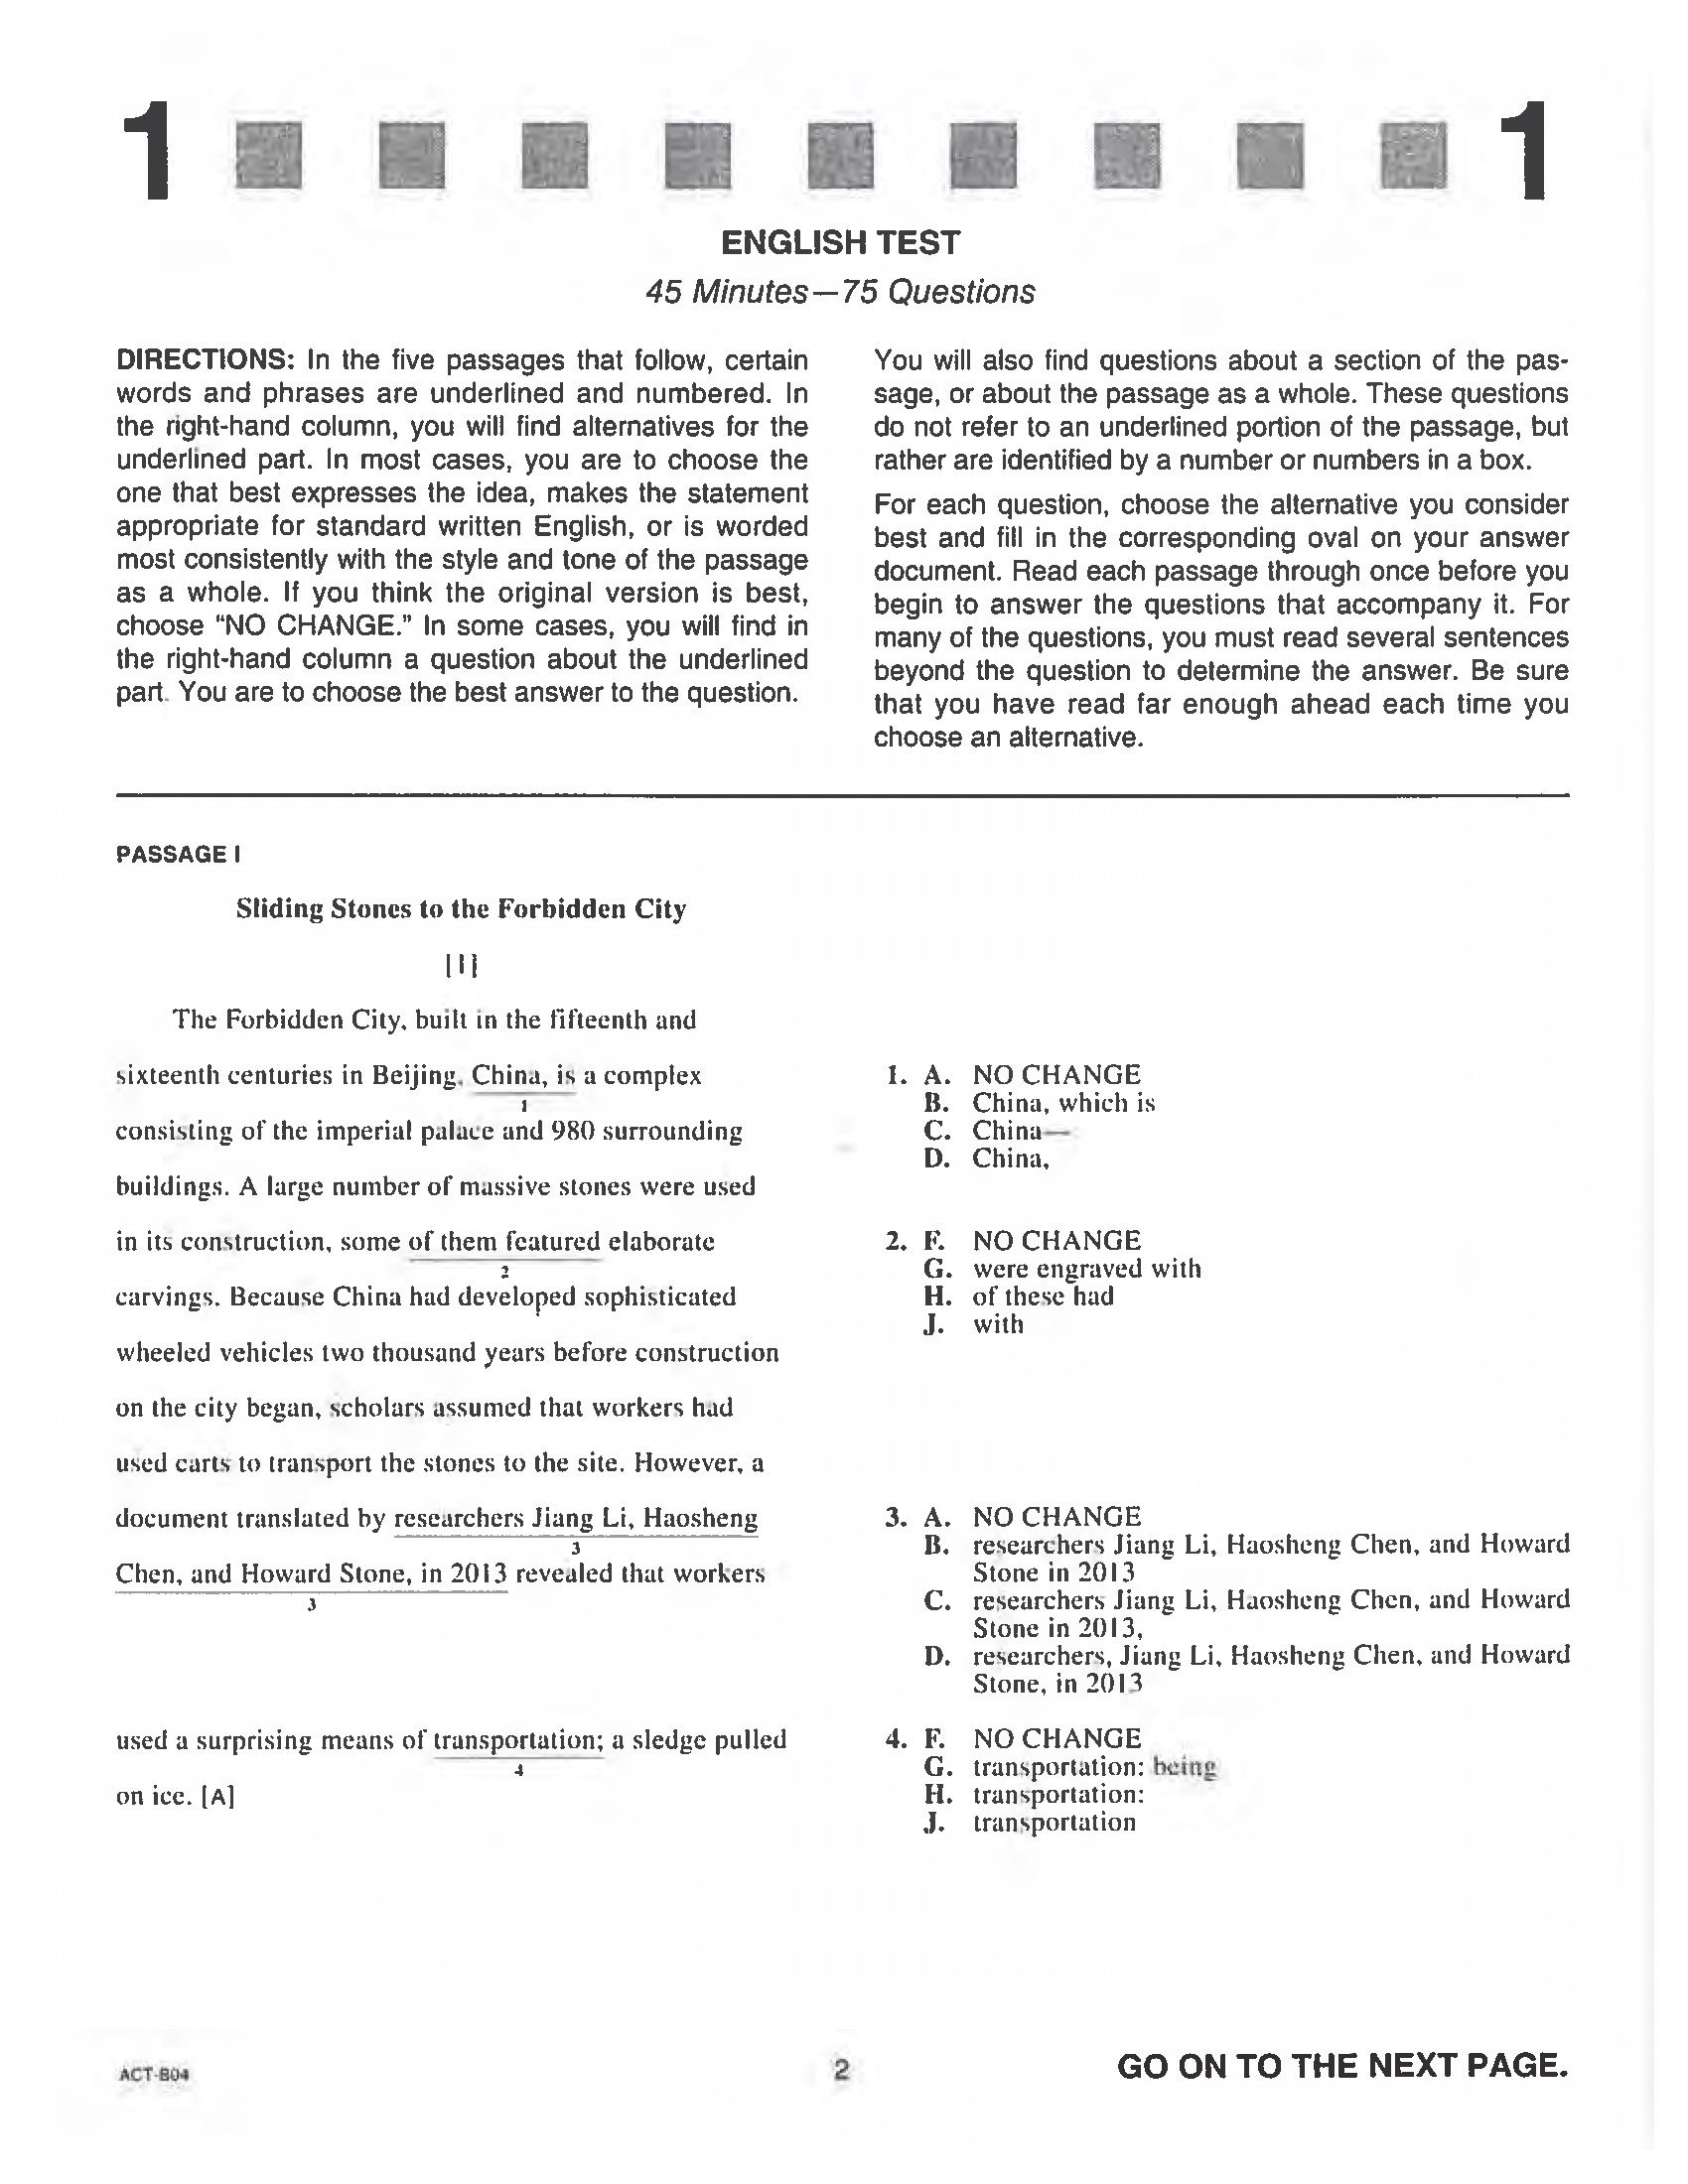 1 1
ENGLISH TEST
45 Minutes—75 Questions
DIRECTIONS: In the five passages that follow, certain
words and phrases are underlined and numbered. In
the right-hand column, you will find alternatives for the
underlined part. In most cases, you are to choose the
one that best expresses the idea, makes the statement
appropriate for standard written English, or is worded
most consistently with the style and tone of the passage
as a whole. If you think the original version is best,
choose “NO CHANGE.” In some cases, you will find in
the right-hand column a question about the underlined
part. You are to choose the best answer to the question.
You will also find questions about a section of the pas-
sage, or about the passage as a whole. These questions
do not refer to an underlined portion of the passage, but
rather are identified by a number or numbers in a box.
For each question, choose the alternative you consider
best and fill in the corresponding oval on your answer
document. Read each passage through once before you
begin to answer the questions that accompany it. For
many of the questions, you must read several sentences
beyond the question to determine the answer. Be sure
that you have read far enough ahead each time you
choose an alternative.
PASSAGE I
Sliding Stones to the Forbidden City
[1]
The Forbidden City, built in the fifteenth and
sixteenth centuries in Beijing, China, is a complex
1
consisting of the imperial palace and 980 surrounding
buildings. A large number of massive stones were used
in its construction, some of them featured elaborate
2
carvings. Because China had developed sophisticated
wheeled vehicles two thousand years before construction
on the city began, scholars assumed that workers had
used carts to transport the stones to the site. However, a
document translated by researchers Jiang Li, Haosheng
3
Chen, and Howard Stone, in 2013 revealed that workers
3
used a surprising means of transportation; a sledge pulled
4
on ice. [A]
1. A. NO CHANGE
B. China, which is
C. China—
D. China,
2. F. NO CHANGE
G. were engraved with
H. of these had
J. with
3. A. NO CHANGE
B. researchers Jiang Li, Haosheng Chen, and Howard
Stone in 2013
C. researchers Jiang Li, Haosheng Chen, and Howard
Stone in 2013,
D. researchers, Jiang Li, Haosheng Chen, and Howard
Stone, in 2013
4. F. NO CHANGE
G. transportation: being
H. transportation:
J. transportation
ACT-B04
2
GO ON TO THE NEXT PAGE.